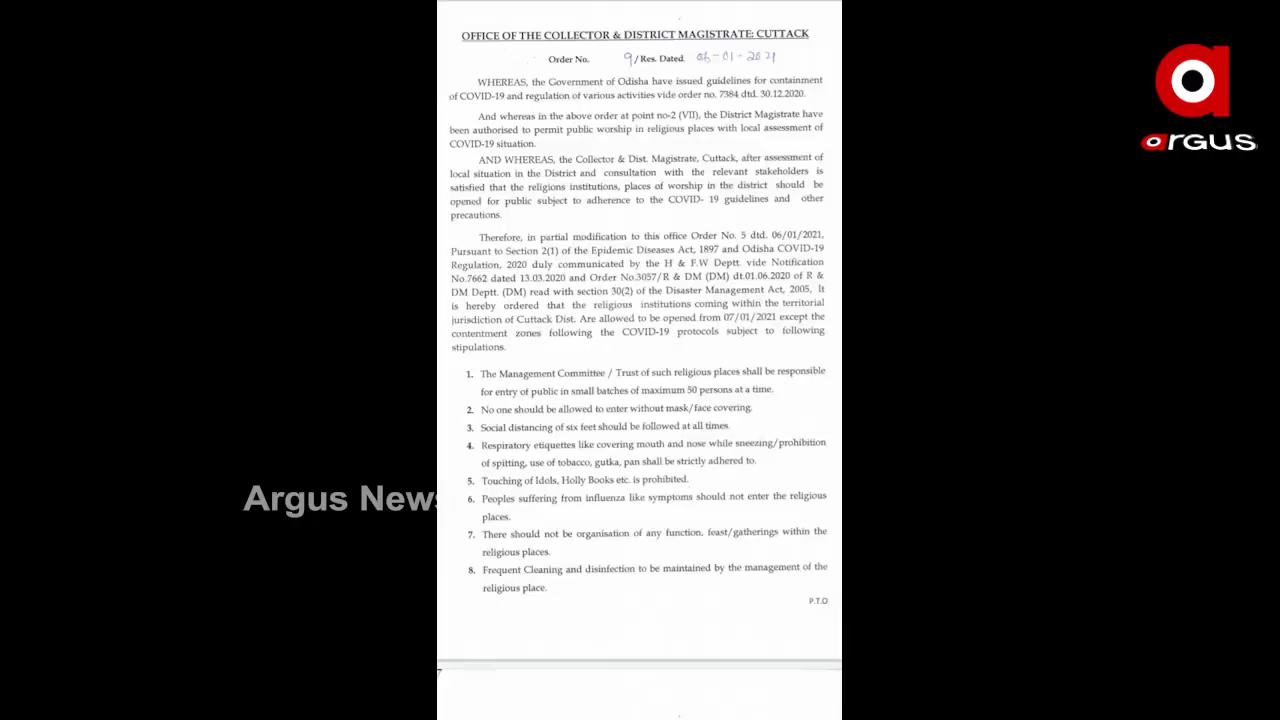 OFFICE OF THE COLLECTOR & DISTRICT MAGISTRATE: CUTTACK
Order No. 9/Res. Dated. 06-01-2021
WHEREAS, the Government of Odisha have issued guidelines for containment
of COVID-19 and regulation of various activities vide order no. 7384 dtd. 30.12.2020.
And whereas in the above order at point no-2 (VII), the District Magistrate have
been authorised to permit public worship in religious places with local assessment of
COVID-19 situation.
AND WHEREAS, the Collector & Dist. Magistrate, Cuttack, after assessment of
local situation in the District and consultation with the relevant stakeholders is
satisfied that the religions institutions, places of worship in the district should be
opened for public subject to adherence to the COVID- 19 guidelines and other
precautions.
Therefore, in partial modification to this office Order No. 5 dtd. 06/01/2021,
Pursuant to Section 2(1) of the Epidemic Diseases Act, 1897 and Odisha COVID-19
Regulation, 2020 duly communicated by the H & F.W Deptt. vide Notification
No.7662 dated 13.03.2020 and Order No.3057/R & DM (DM) dt.01.06.2020 of R &
DM Deptt. (DM) read with section 30(2) of the Disaster Management Act, 2005, It
is hereby ordered that the religious institutions coming within the territorial
jurisdiction of Cuttack Dist. Are allowed to be opened from 07/01/2021 except the
contentment zones following the COVID-19 protocols subject to following
stipulations.
1. The Management Committee / Trust of such religious places shall be responsible
for entry of public in small batches of maximum 50 persons at a time.
2. No one should be allowed to enter without mask/face covering.
3. Social distancing of six feet should be followed at all times.
4. Respiratory etiquettes like covering mouth and nose while sneezing/prohibition
of spitting, use of tobacco, gutka, pan shall be strictly adhered to.
5. Touching of Idols, Holly Books etc. is prohibited.
6. Peoples suffering from influenza like symptoms should not enter the religious
places.
7. There should not be organisation of any function, feast/gatherings within the
religious places.
8. Frequent Cleaning and disinfection to be maintained by the management of the
religious place.
P.T.O
Argus News
argus